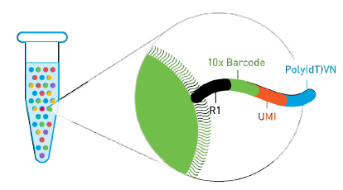 10x Barcode
Poly(dT)VN
R1
UMI